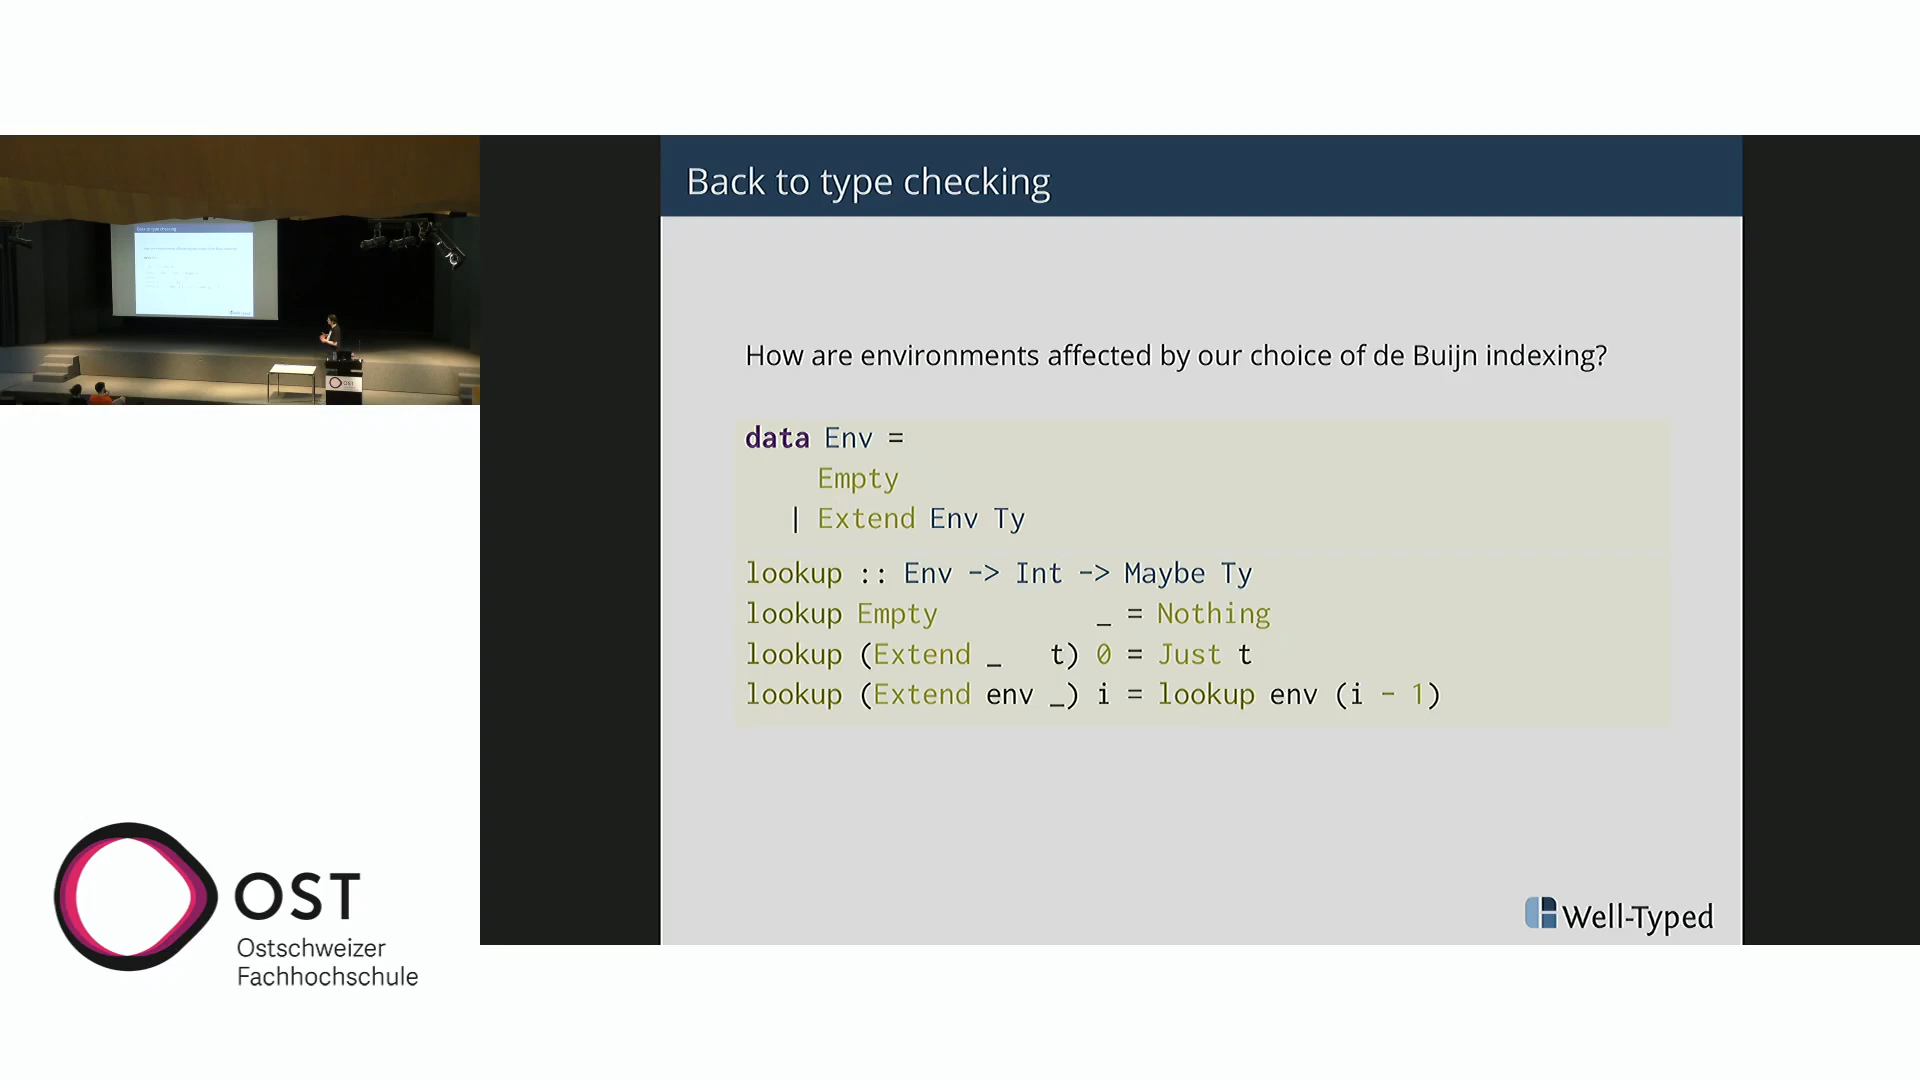 Back to type checking
How are environments affected by our choice of de Buijn indexing?
data Env =
Empty
| Extend Env Ty
lookup :: Env -> Int -> Maybe Ty
lookup Empty _ = Nothing
lookup (Extend _ t) 0 = Just t
lookup (Extend env _) i = lookup env (i - 1)
Well-Typed
OST
Ostschweizer
Fachhochschule
OST